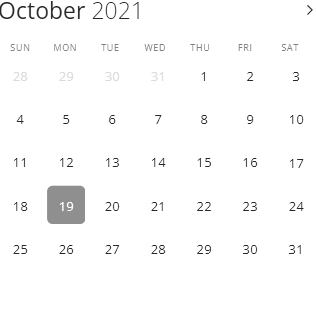 October 2021
SUN MON TUE WED THU FRI SAT
28 29 30 31 1 2 3
4 5 6 7 8 9 10
11 12 13 14 15 16 17
18 19 20 21 22 23 24
25 26 27 28 29 30 31